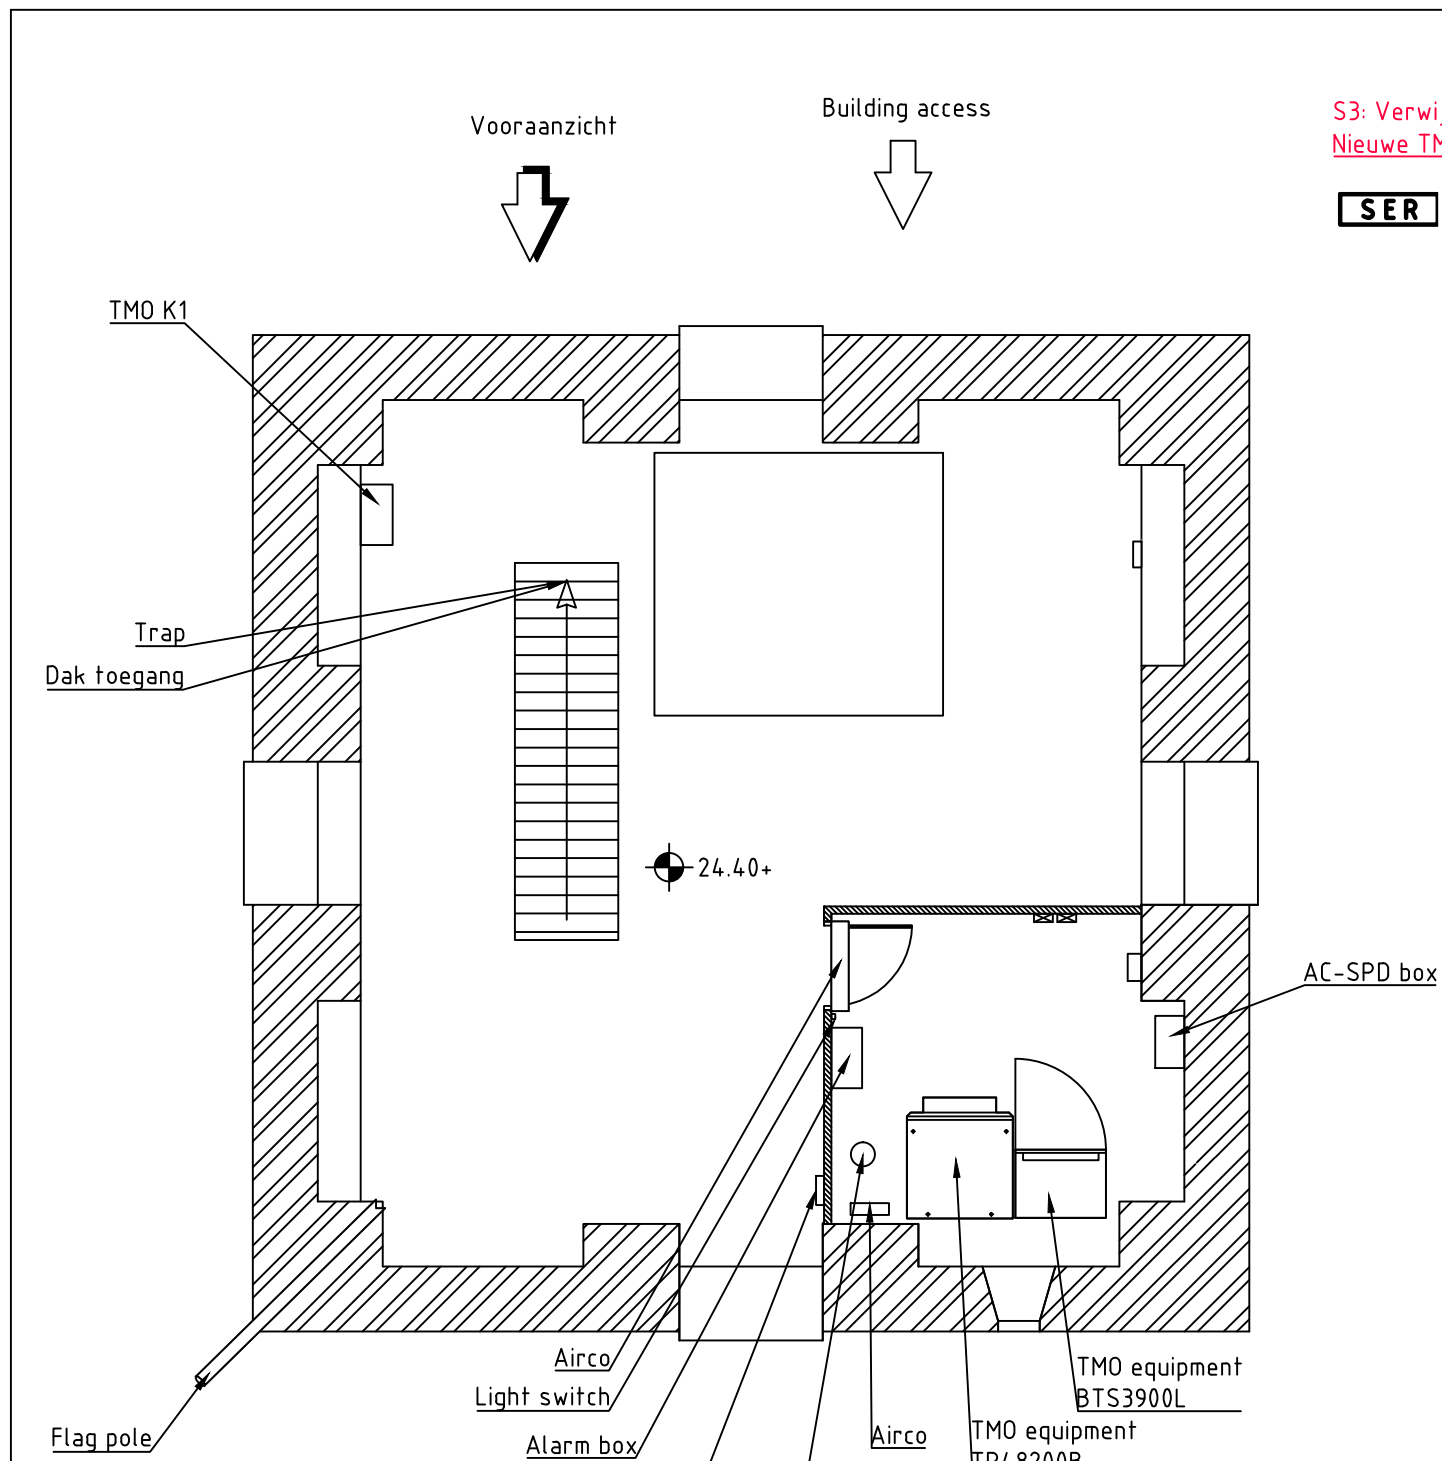 Vooraanzicht
Building access
S3: Verwij
Nieuwe TM
SER
TMO K1
Trap
Dak toegang
24.40+
AC-SPD box
Airco
Light switch
Alarm box
Flag pole
Airco
TMO equipment
BTS3900L
TMO equipment